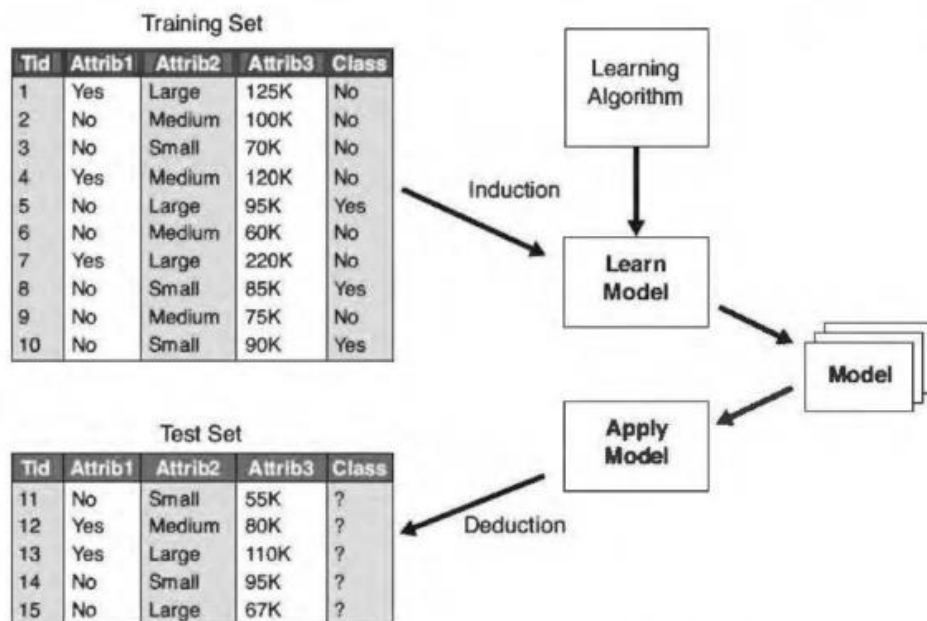 Training Set
Tid Attrib1 Attrib2 Attrib3 Class
1 Yes Large 125K No
2 No Medium 100K No
3 No Small 70K No
4 Yes Medium 120K No
5 No Large 95K Yes
6 No Medium 60K No
7 Yes Large 220K No
8 No Small 85K Yes
9 No Medium 75K No
10 No Small 90K Yes
Learning
Algorithm
Induction
Learn
Model
Model
Apply
Model
Deduction
Test Set
Tid Attrib1 Attrib2 Attrib3 Class
11 No Small 55K ?
12 Yes Medium 80K ?
13 Yes Large 110K ?
14 No Small 95K ?
15 No Large 67K ?